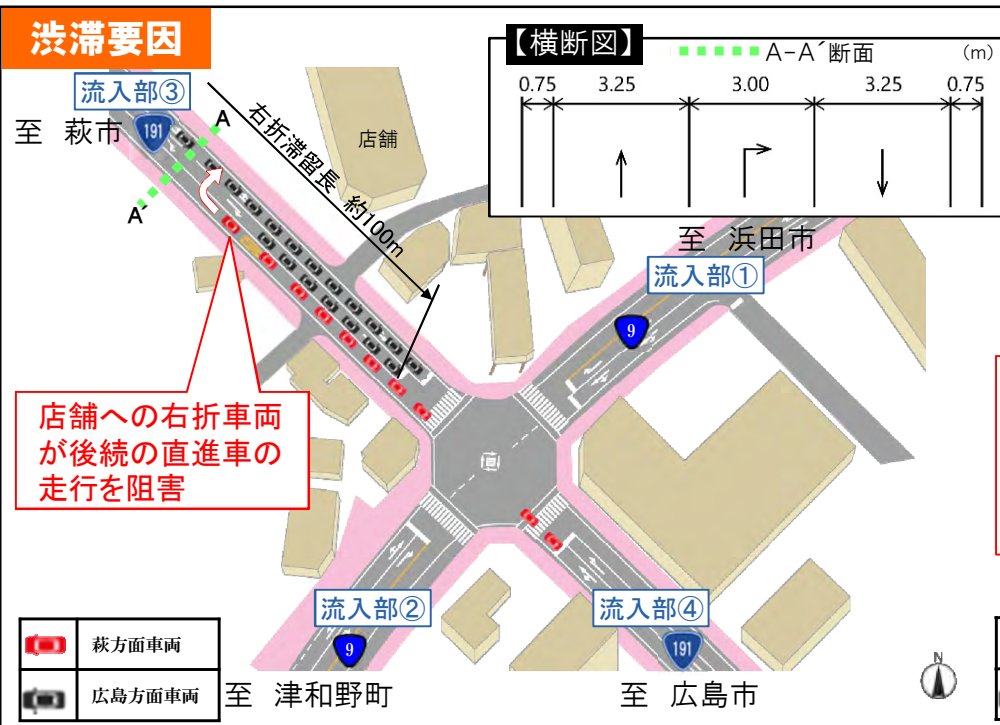 渋滞要因
【横断図】
A-A´断面
(m)
0.75 3.25 3.00 3.25 0.75
流入部③
至 萩市
191
A
A´
右折滞留長 約100m
店舗
至 浜田市
流入部①
9
店舗への右折車両
が後続の直進車の
走行を阻害
流入部②
9
流入部④
191
萩方面車両
広島方面車両
至 津和野町
至 広島市
N